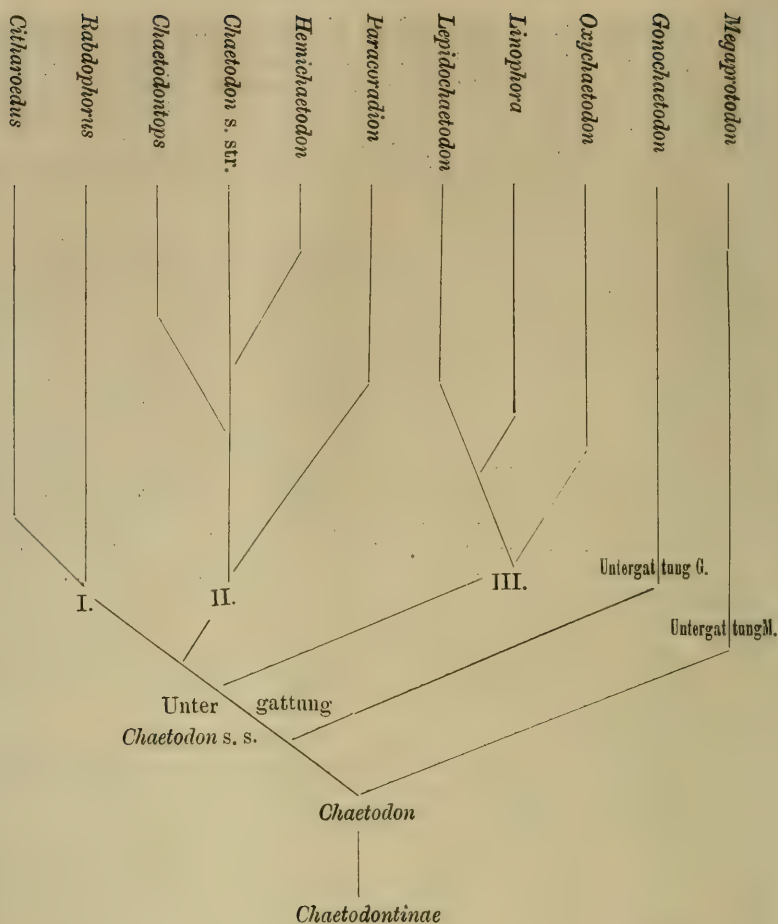 Citharoedus
Rabdophorus
Chaetodontops
Chaetodon s. str.
Hemichaetodon
Paracoradion
Lepidochaetodon
Linophora
Oxychaetodon
Gonochaetodon
Megaprotodon
I.
II.
III.
Untergattung G.
Untergattung M.
Unter gattung
Chaetodon s. s.
Chaetodon
Chaetodontinae